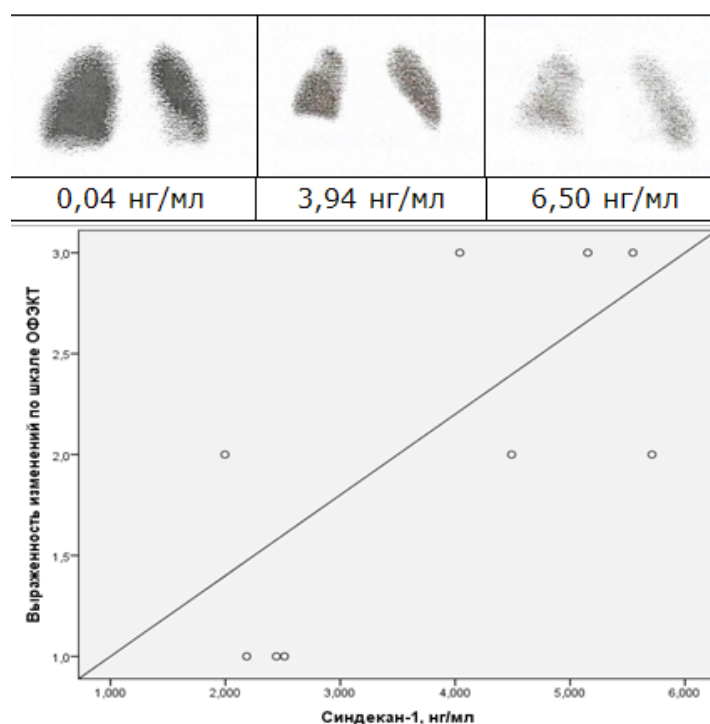 0,04 нг/мл 3,94 нг/мл 6,50 нг/мл
Выраженность изменений по шкале ОФЭКТ
3,0
2,5
2,0
1,5
1,0
1,000 2,000 3,000 4,000 5,000 6,000
Синдекан-1, нг/мл